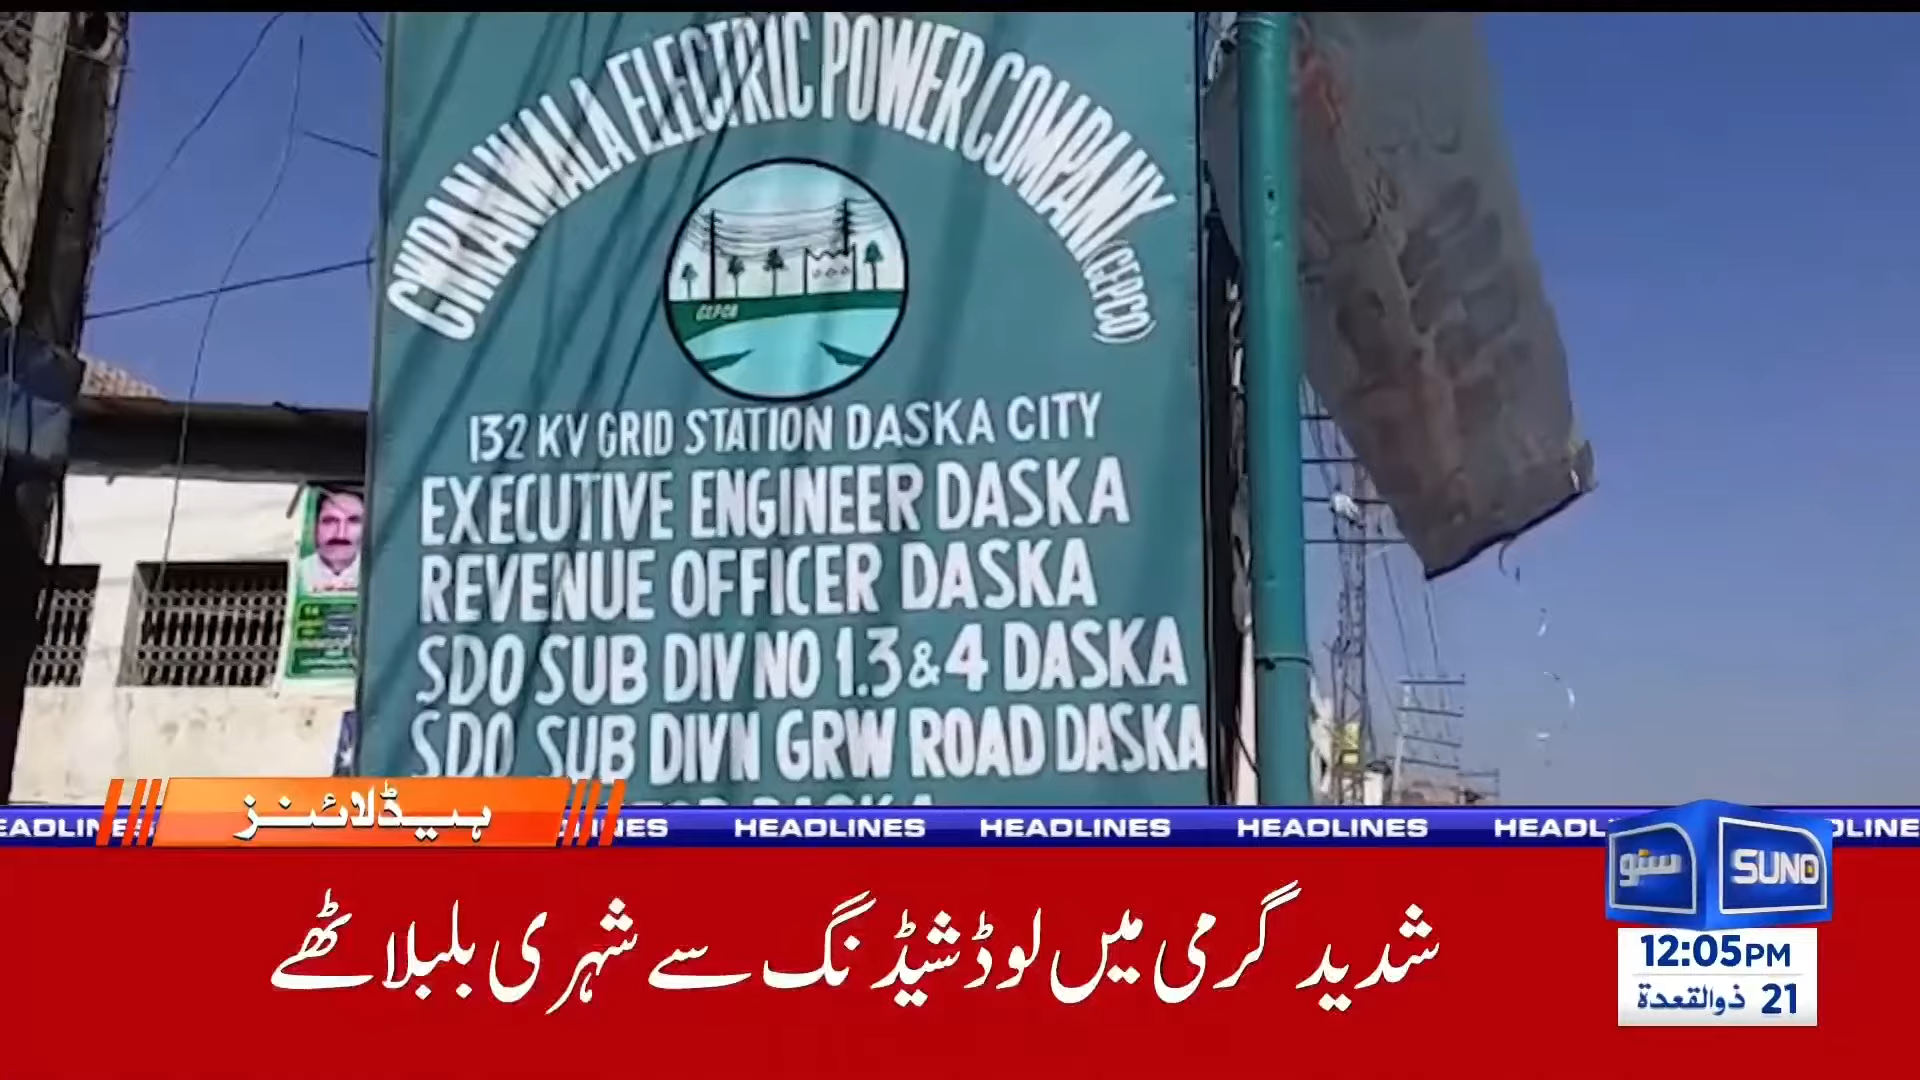 GWRANWALA ELECTRIC POWER COMPANY (GEPCO)
GEPCO
132 KV GRID STATION DASKA CITY
EXECUTIVE ENGINEER DASKA
REVENUE OFFICER DASKA
SDO SUB DIV NO 1.3 & 4 DASKA
SDO SUB DIVN GRW ROAD DASKA
DASKA
ہیڈلائنز
HEADLINES HEADLINES HEADLINES
شدید گرمی میں لوڈشیڈنگ سے شہری بلبلا اٹھے
سنو SUNO
12:05PM
21 ذوالقعدة